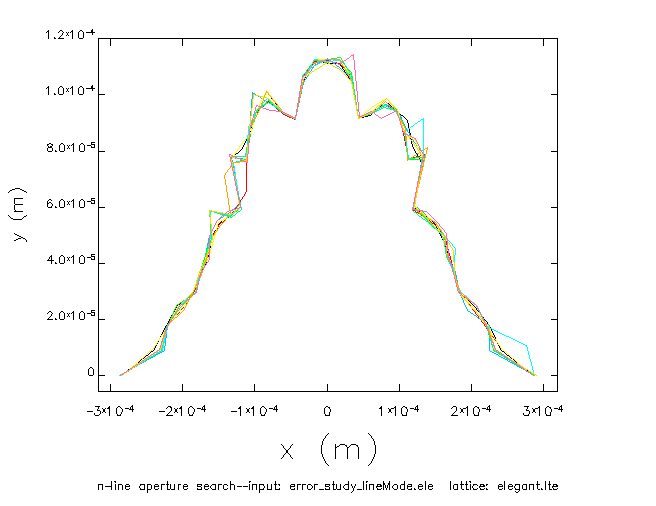 1.2×10⁻⁴
1.0×10⁻⁴
8.0×10⁻⁵
6.0×10⁻⁵
4.0×10⁻⁵
2.0×10⁻⁵
0
y (m)
−3×10⁻⁴ −2×10⁻⁴ −1×10⁻⁴ 0 1×10⁻⁴ 2×10⁻⁴ 3×10⁻⁴
x (m)
n-line aperture search--input: error_study_lineMode.ele lattice: elegant.lte